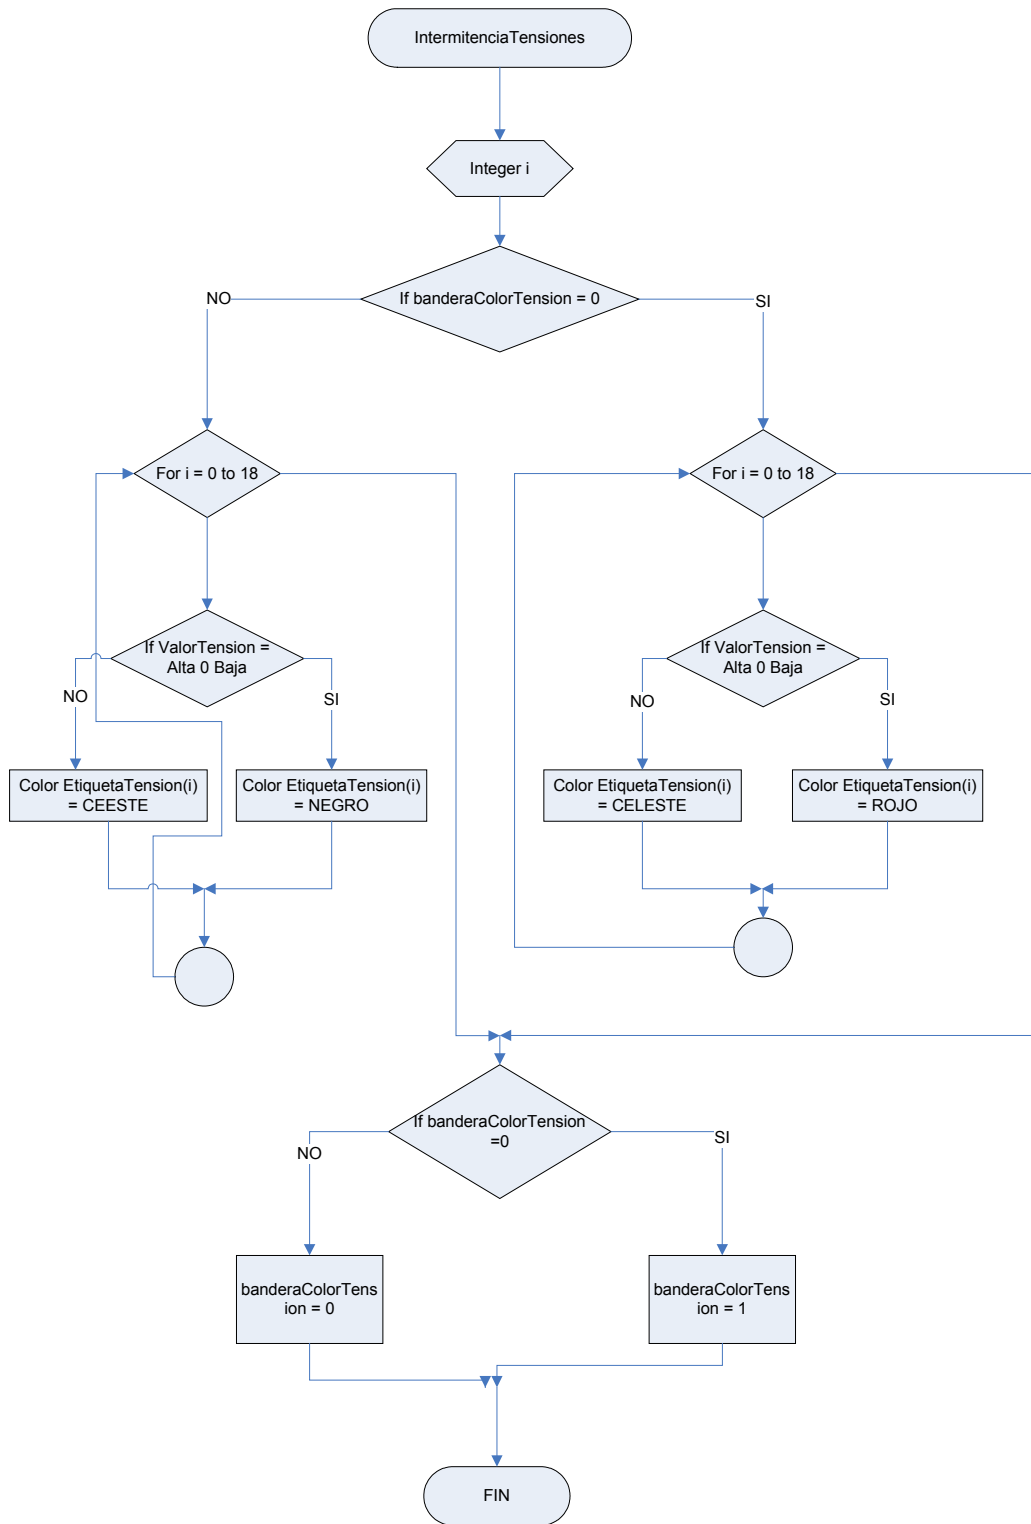 IntermitenciaTensiones
Integer i
If banderaColorTension = 0
NO
SI
For i = 0 to 18
For i = 0 to 18
If ValorTension =
Alta 0 Baja
If ValorTension =
Alta 0 Baja
NO
SI
NO
SI
Color EtiquetaTension(i)
= CEESTE
Color EtiquetaTension(i)
= NEGRO
Color EtiquetaTension(i)
= CELESTE
Color EtiquetaTension(i)
= ROJO
If banderaColorTension
=0
NO
SI
banderaColorTens
ion = 0
banderaColorTens
ion = 1
FIN